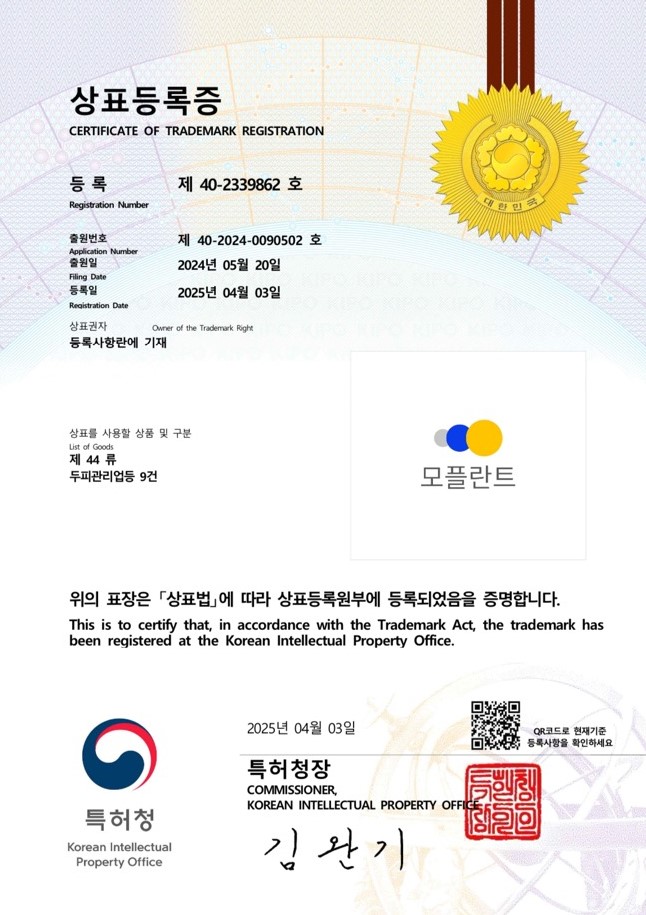 상표등록증
CERTIFICATE OF TRADEMARK REGISTRATION
등 록 제 40-2339862 호
Registration Number
출원번호 제 40-2024-0090502 호
Application Number
출원일 2024년 05월 20일
Filing Date
등록일 2025년 04월 03일
Registration Date
상표권자 Owner of the Trademark Right
등록사항란에 기재
대한민국
상표를 사용할 상품 및 구분
List of Goods
제 44 류
두피관리업등 9건
모플란트
위의 표장은 「상표법」에 따라 상표등록원부에 등록되었음을 증명합니다.
This is to certify that, in accordance with the Trademark Act, the trademark has
been registered at the Korean Intellectual Property Office.
2025년 04월 03일
QR코드로 현재기준
등록사항을 확인하세요
특허청장
COMMISSIONER,
KOREAN INTELLECTUAL PROPERTY OFFICE
김완기
특허청
Korean Intellectual
Property Office